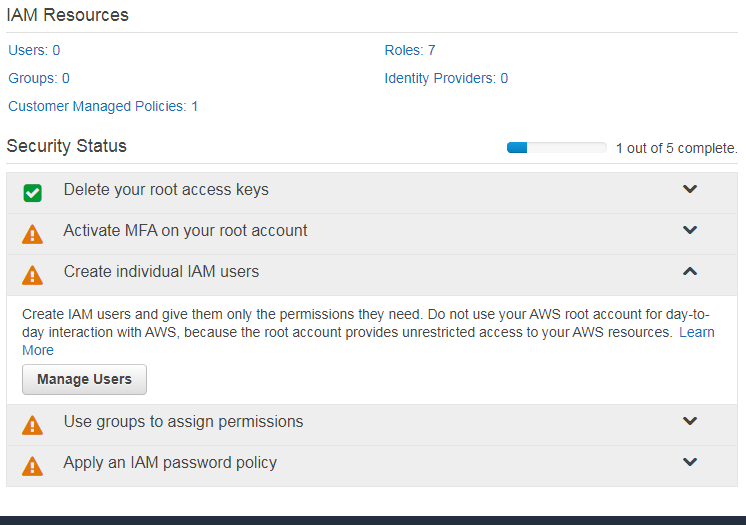 IAM Resources
Users: 0
Roles: 7
Groups: 0
Identity Providers: 0
Customer Managed Policies: 1
Security Status
1 out of 5 complete.
Delete your root access keys
Activate MFA on your root account
Create individual IAM users
Create IAM users and give them only the permissions they need. Do not use your AWS root account for day-to-
day interaction with AWS, because the root account provides unrestricted access to your AWS resources. Learn
More
Manage Users
Use groups to assign permissions
Apply an IAM password policy